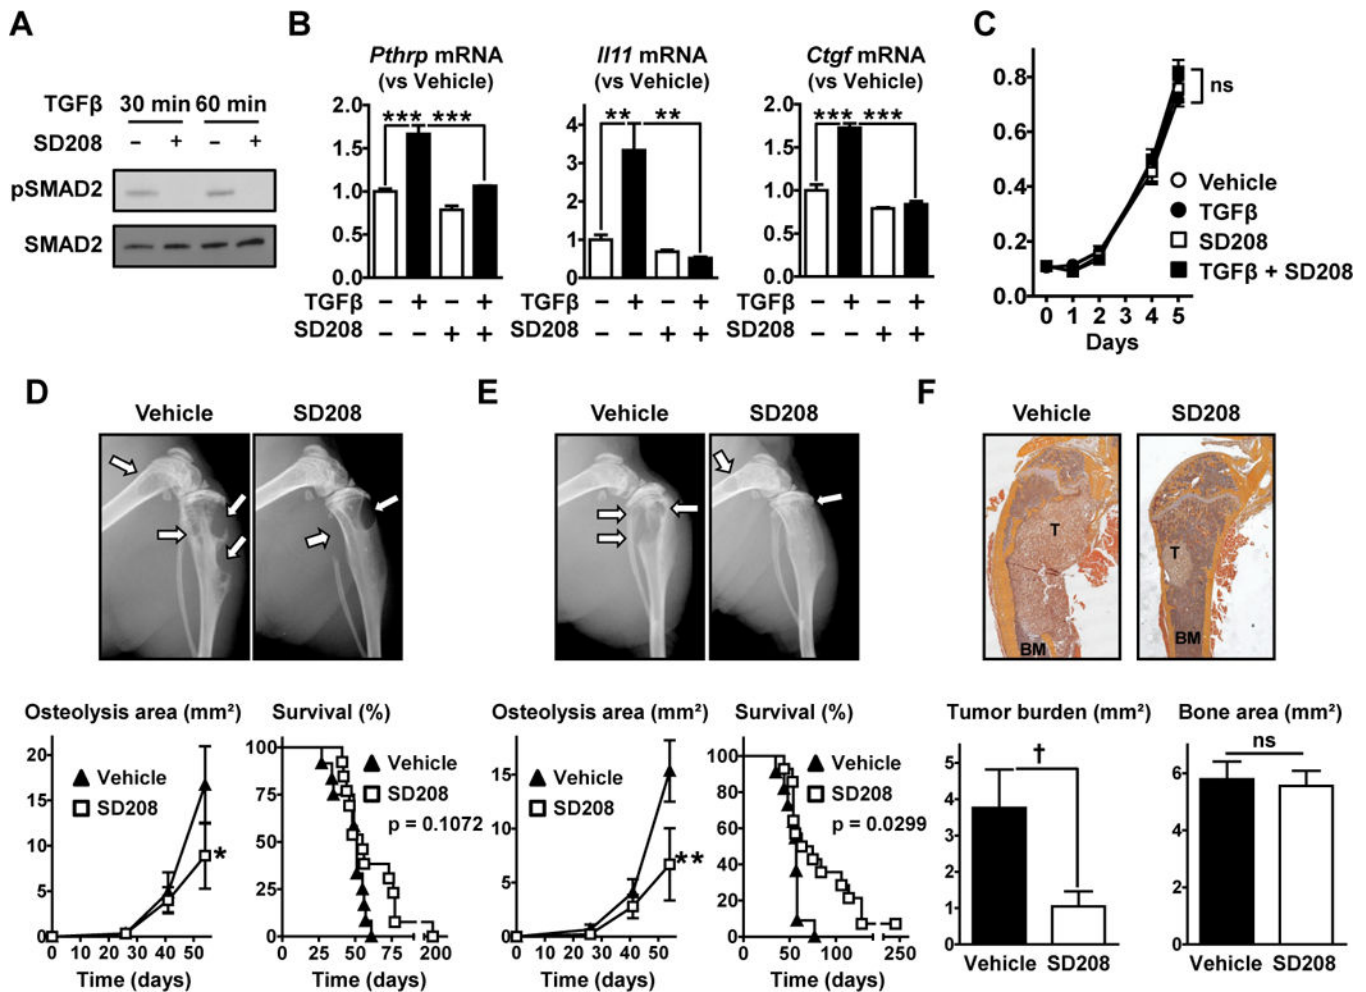 A
TGFβ 30 min 60 min
SD208 – + – +
pSMAD2
SMAD2
B
Pthrp mRNA
(vs Vehicle)
2.0
1.5
1.0
0.5
0.0
*** ***
TGFβ – + – +
SD208 – – + +
Il11 mRNA
(vs Vehicle)
4
3
2
1
0
** **
TGFβ – + – +
SD208 – – + +
Ctgf mRNA
(vs Vehicle)
2.0
1.5
1.0
0.5
0.0
*** ***
TGFβ – + – +
SD208 – – + +
C
0.8
0.6
0.4
0.2
0.0
ns
Vehicle
TGFβ
SD208
TGFβ + SD208
0 1 2 3 4 5
Days
D
Vehicle SD208
Osteolysis area (mm²)
20
15
10
5
0
Vehicle
SD208
*
0 10 20 30 40 50
Time (days)
Survival (%)
100
75
50
25
0
Vehicle
SD208
p = 0.1072
0 25 50 75 200
Time (days)
E
Vehicle SD208
Osteolysis area (mm²)
15
10
5
0
Vehicle
SD208
**
0 10 20 30 40 50
Time (days)
Survival (%)
100
80
60
40
20
0
Vehicle
SD208
p = 0.0299
0 50 100 250
Time (days)
F
Vehicle SD208
T
BM
T
BM
Tumor burden (mm²)
5
4
3
2
1
0
†
Vehicle SD208
Bone area (mm²)
6
4
2
0
ns
Vehicle SD208